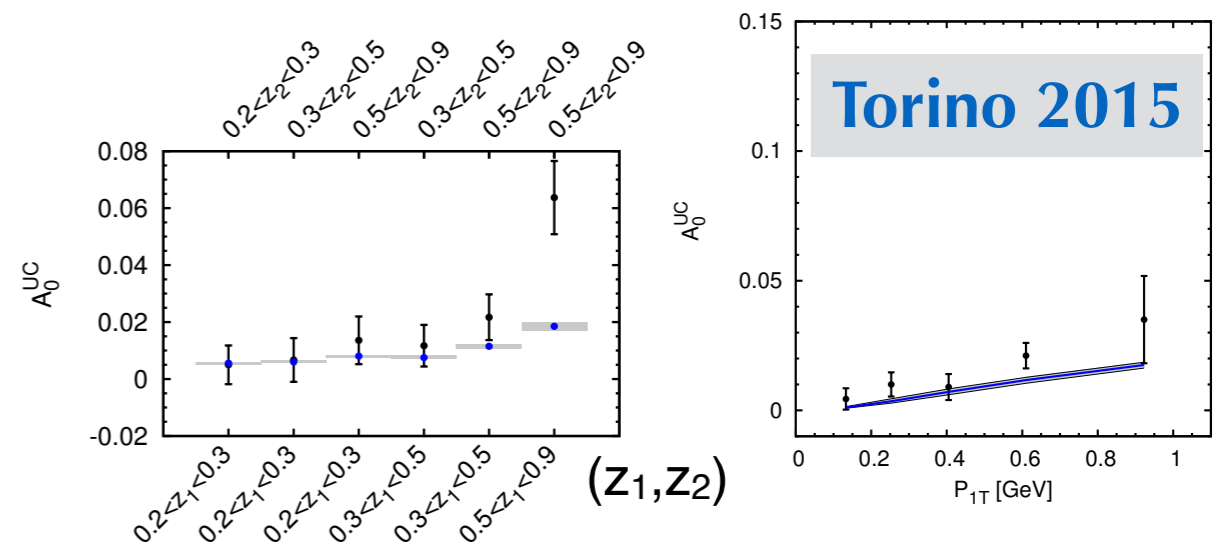 0.2<z₂<0.3
0.3<z₂<0.5
0.5<z₂<0.9
0.3<z₂<0.5
0.5<z₂<0.9
0.5<z₂<0.9
0.08
0.06
0.04
0.02
0
-0.02
A₀ᵁᶜ
0.2<z₁<0.3
0.2<z₁<0.3
0.2<z₁<0.3
0.3<z₁<0.5
0.3<z₁<0.5
0.5<z₁<0.9
(z₁,z₂)
Torino 2015
0.15
0.1
0.05
0
A₀ᵁᶜ
0 0.2 0.4 0.6 0.8 1
P₁T [GeV]